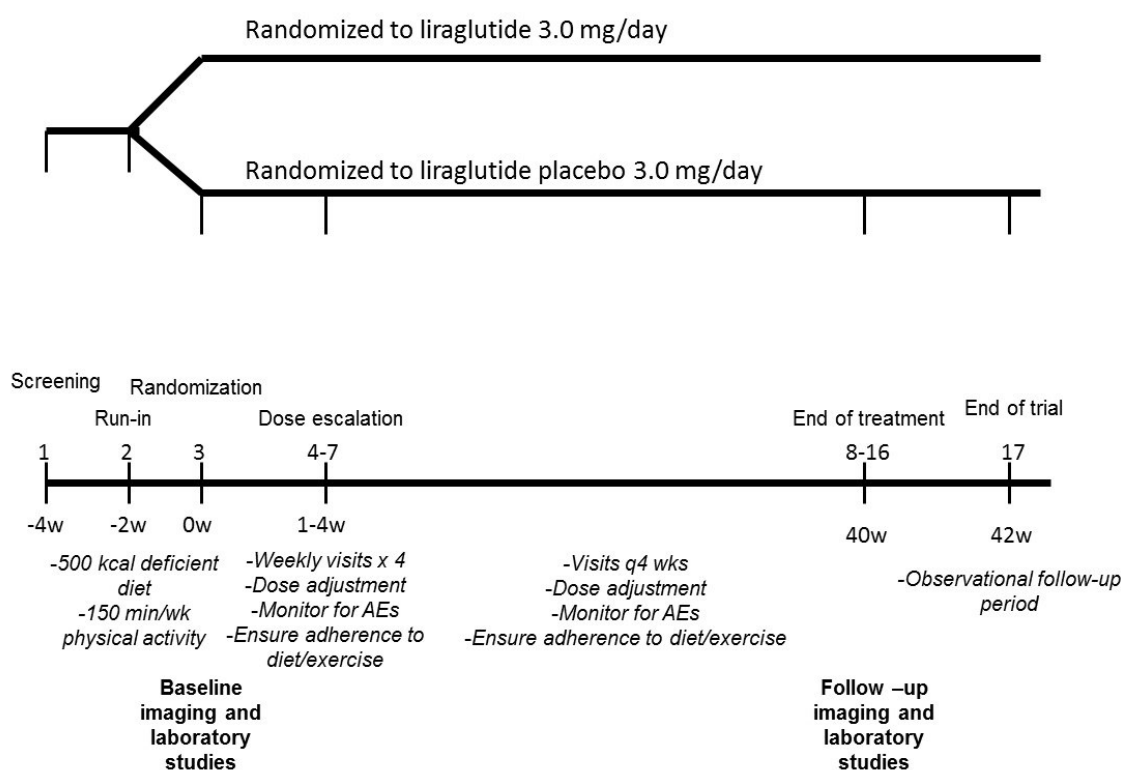 Randomized to liraglutide 3.0 mg/day
Randomized to liraglutide placebo 3.0 mg/day
Screening
Randomization
Run-in
Dose escalation
End of treatment
End of trial
1
2
3
4-7
8-16
17
-4w
-2w
0w
1-4w
40w
42w
-500 kcal deficient
diet
-150 min/wk
physical activity
-Weekly visits x 4
-Dose adjustment
-Monitor for AEs
-Ensure adherence to
diet/exercise
-Visits q4 wks
-Dose adjustment
-Monitor for AEs
-Ensure adherence to diet/exercise
-Observational follow-up
period
Baseline
imaging and
laboratory
studies
Follow –up
imaging and
laboratory
studies